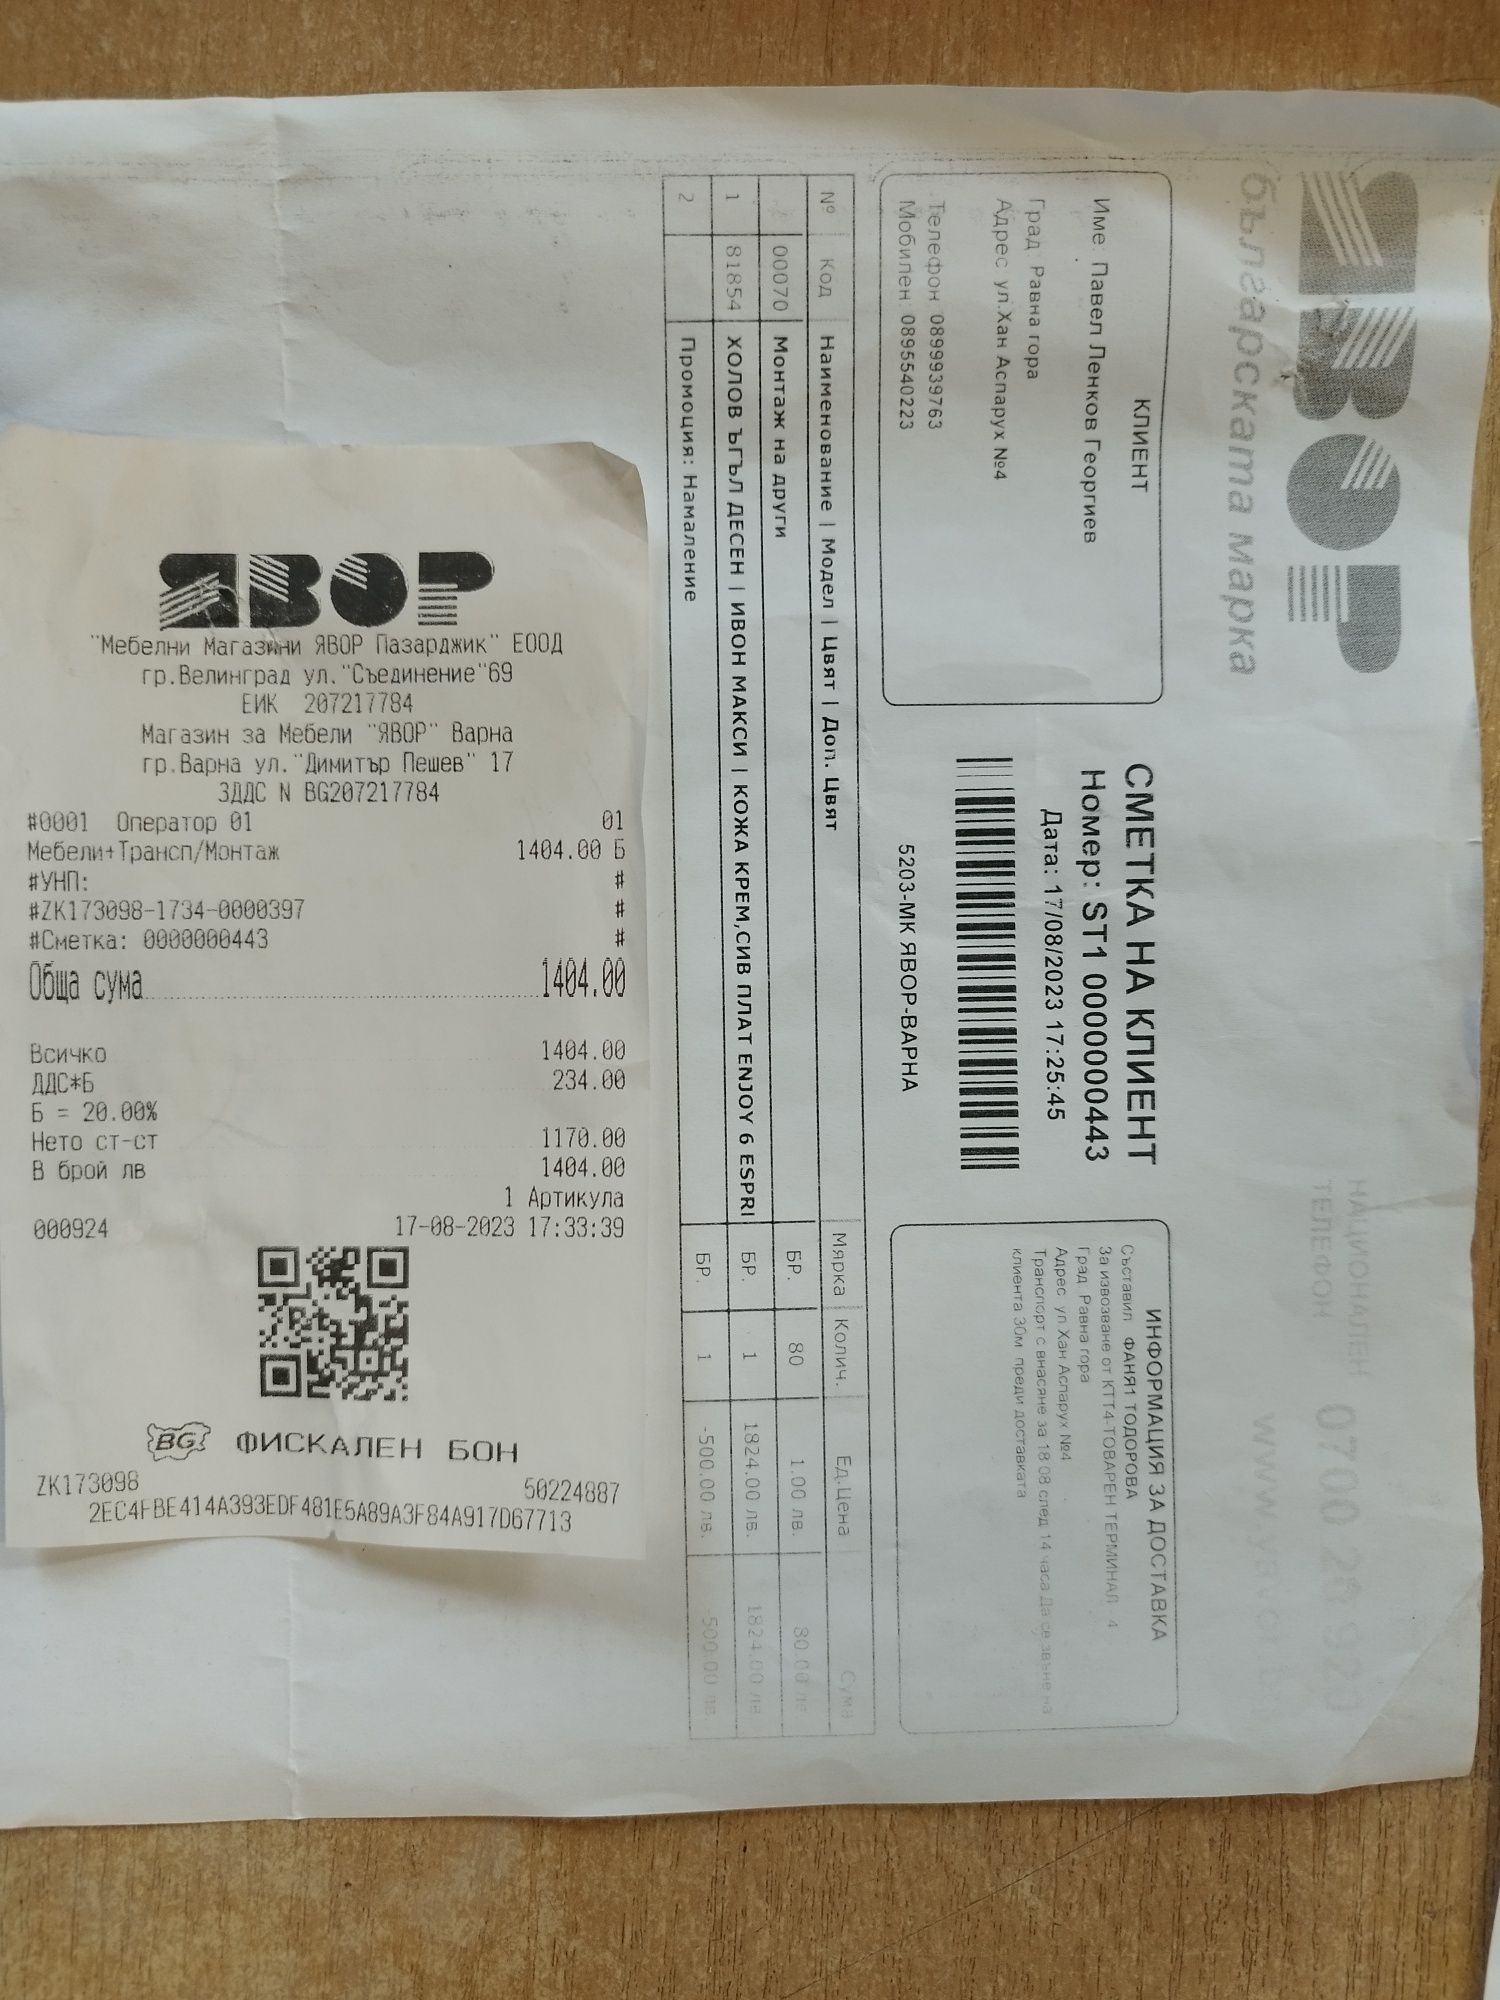 ЯВОР
българската марка
НАЦИОНАЛЕН
ТЕЛЕФОН
0700 20 920
КЛИЕНТ
Име: Павел Ленков Георгиев
Град: Равна гора
Адрес ул.Хан Аспарух №4
Телефон 0899939763
Мобилен: 0895540223
СМЕТКА НА КЛИЕНТ
Номер: ST1 0000000443
Дата: 17/08/2023 17:25:45
5203-МК ЯВОР-ВАРНА
ИНФОРМАЦИЯ ЗА ДОСТАВКА
Съставил ФАНЯ1 ТОДОРОВА
За извозване от КТТ4-ТОВАРЕН ТЕРМИНАЛ 4
Град Равна гора
Адрес ул Хан Аспарух №4
Транспорт с внасяне за 18 08 след 14 часа Да се звъне на
клиента 30м преди доставката
№ Код Наименование | Модел | Цвят | Доп. Цвят Мярка Колич. Ед.Цена Сума
00070 Монтаж на други БР. 80 1.00 лв. 80.00 лв
1 81854 ХОЛОВ ЪГЪЛ ДЕСЕН | ИВОН МАКСИ | КОЖА КРЕМ,СИВ ПЛАТ ENJOY 6 ESPRI БР. 1 1824.00 лв. 1824.00 лв
2 Промоция: Намаление БР. 1 -500.00 лв. -500.00 лв.
ЯВОР
"Мебелни Магазини ЯВОР Пазарджик" ЕООД
гр.Велинград ул."Съединение"69
ЕИК 207217784
Магазин за Мебели "ЯВОР" Варна
гр.Варна ул."Димитър Пешев" 17
ЗДДС N BG207217784
#0001 Оператор 01 01
Мебели+Трансп/Монтаж 1404.00 Б
#УНП: #
#ZK173098-1734-0000397 #
#Сметка: 0000000443 #
Обща сума 1404.00
Всичко 1404.00
ДДС*Б 234.00
Б = 20.00%
Нето ст-ст 1170.00
В брой лв 1404.00
1 Артикула
000924 17-08-2023 17:33:39
BG ФИСКАЛЕН БОН
ZK173098 50224887
2EC4FBE414A393EDF481E5A89A3F84A917D67713